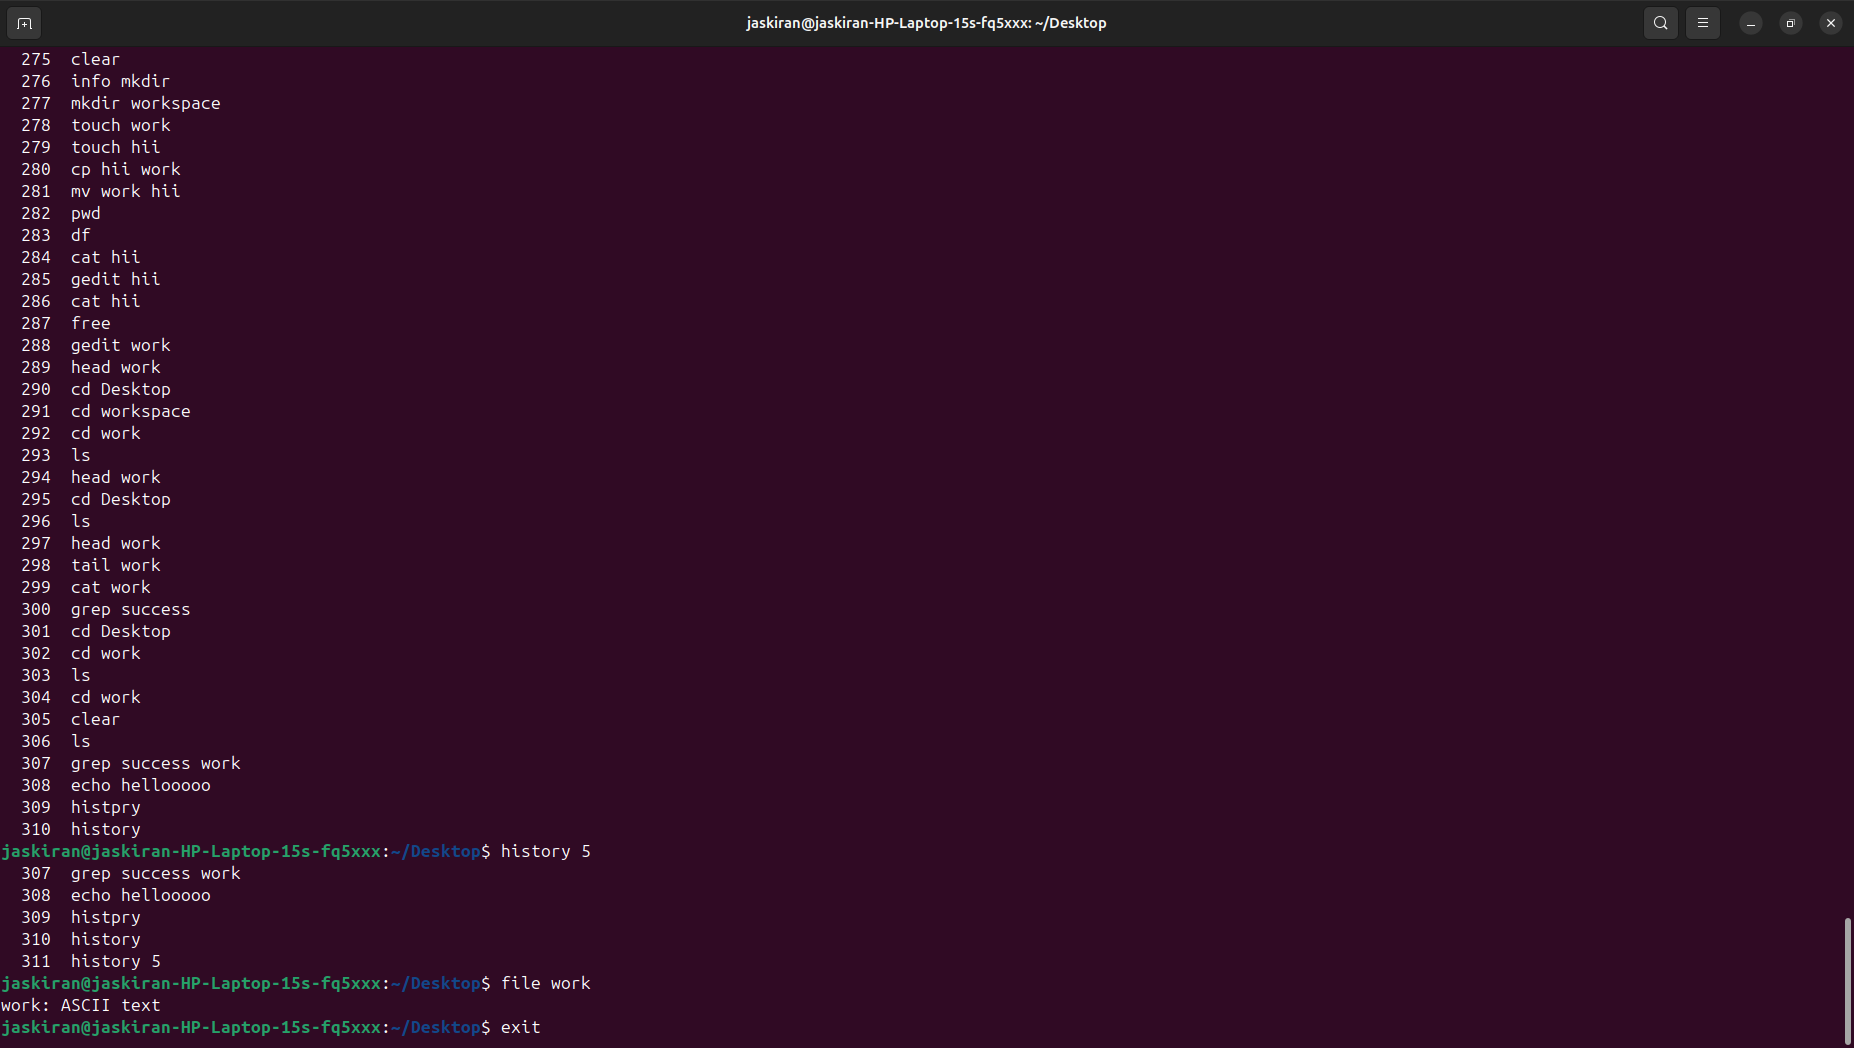 jaskiran@jaskiran-HP-Laptop-15s-fq5xxx: ~/Desktop
275 clear
276 info mkdir
277 mkdir workspace
278 touch work
279 touch hii
280 cp hii work
281 mv work hii
282 pwd
283 df
284 cat hii
285 gedit hii
286 cat hii
287 free
288 gedit work
289 head work
290 cd Desktop
291 cd workspace
292 cd work
293 ls
294 head work
295 cd Desktop
296 ls
297 head work
298 tail work
299 cat work
300 grep success
301 cd Desktop
302 cd work
303 ls
304 cd work
305 clear
306 ls
307 grep success work
308 echo hellooooo
309 histpry
310 history
jaskiran@jaskiran-HP-Laptop-15s-fq5xxx:~/Desktop$ history 5
307 grep success work
308 echo hellooooo
309 histpry
310 history
311 history 5
jaskiran@jaskiran-HP-Laptop-15s-fq5xxx:~/Desktop$ file work
work: ASCII text
jaskiran@jaskiran-HP-Laptop-15s-fq5xxx:~/Desktop$ exit